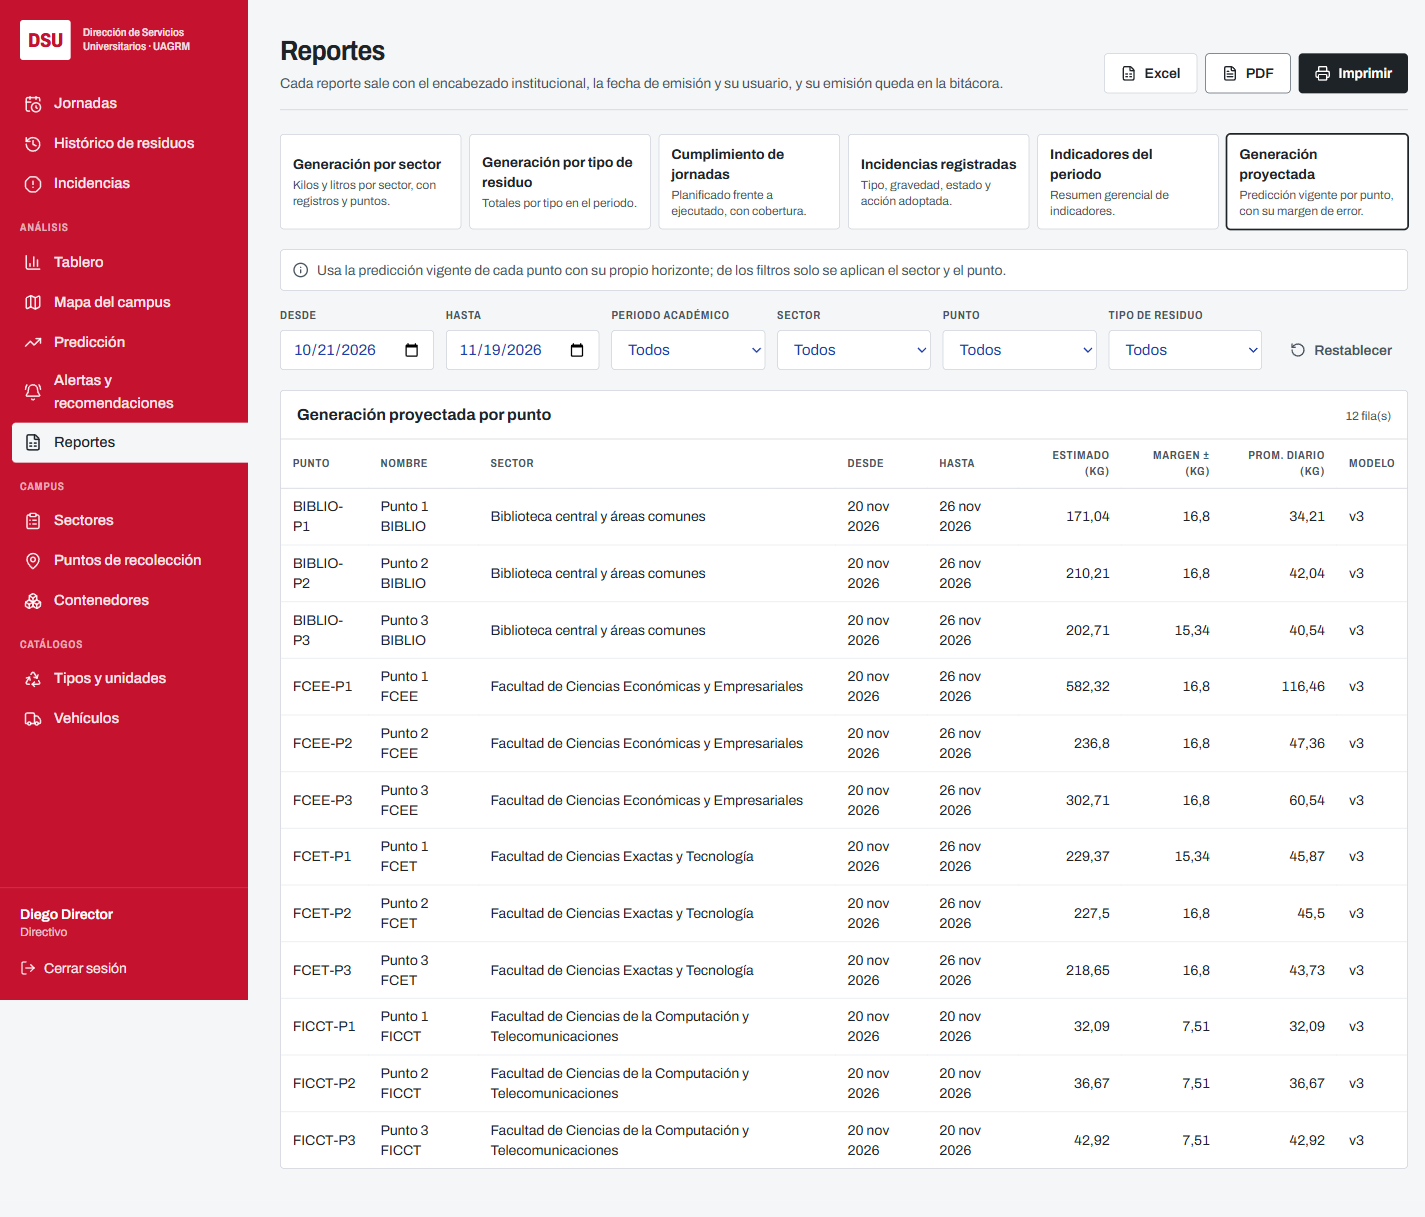 DSU
Dirección de Servicios
Universitarios · UAGRM
Jornadas
Histórico de residuos
Incidencias
ANÁLISIS
Tablero
Mapa del campus
Predicción
Alertas y
recomendaciones
Reportes
CAMPUS
Sectores
Puntos de recolección
Contenedores
CATÁLOGOS
Tipos y unidades
Vehículos
Diego Director
Directivo
Cerrar sesión
Reportes
Cada reporte sale con el encabezado institucional, la fecha de emisión y su usuario, y su emisión queda en la bitácora.
Excel
PDF
Imprimir
Generación por sector
Kilos y litros por sector, con
registros y puntos.
Generación por tipo de
residuo
Totales por tipo en el periodo.
Cumplimiento de
jornadas
Planificado frente a
ejecutado, con cobertura.
Incidencias registradas
Tipo, gravedad, estado y
acción adoptada.
Indicadores del
periodo
Resumen gerencial de
indicadores.
Generación
proyectada
Predicción vigente por punto,
con su margen de error.
Usa la predicción vigente de cada punto con su propio horizonte; de los filtros solo se aplican el sector y el punto.
DESDE HASTA PERIODO ACADÉMICO SECTOR PUNTO TIPO DE RESIDUO
10/21/2026 11/19/2026 Todos Todos Todos Todos Restablecer
Generación proyectada por punto 12 fila(s)
PUNTO NOMBRE SECTOR DESDE HASTA ESTIMADO (KG) MARGEN ± (KG) PROM. DIARIO (KG) MODELO
BIBLIO-P1 Punto 1 BIBLIO Biblioteca central y áreas comunes 20 nov 2026 26 nov 2026 171,04 16,8 34,21 v3
BIBLIO-P2 Punto 2 BIBLIO Biblioteca central y áreas comunes 20 nov 2026 26 nov 2026 210,21 16,8 42,04 v3
BIBLIO-P3 Punto 3 BIBLIO Biblioteca central y áreas comunes 20 nov 2026 26 nov 2026 202,71 15,34 40,54 v3
FCEE-P1 Punto 1 FCEE Facultad de Ciencias Económicas y Empresariales 20 nov 2026 26 nov 2026 582,32 16,8 116,46 v3
FCEE-P2 Punto 2 FCEE Facultad de Ciencias Económicas y Empresariales 20 nov 2026 26 nov 2026 236,8 16,8 47,36 v3
FCEE-P3 Punto 3 FCEE Facultad de Ciencias Económicas y Empresariales 20 nov 2026 26 nov 2026 302,71 16,8 60,54 v3
FCET-P1 Punto 1 FCET Facultad de Ciencias Exactas y Tecnología 20 nov 2026 26 nov 2026 229,37 15,34 45,87 v3
FCET-P2 Punto 2 FCET Facultad de Ciencias Exactas y Tecnología 20 nov 2026 26 nov 2026 227,5 16,8 45,5 v3
FCET-P3 Punto 3 FCET Facultad de Ciencias Exactas y Tecnología 20 nov 2026 26 nov 2026 218,65 16,8 43,73 v3
FICCT-P1 Punto 1 FICCT Facultad de Ciencias de la Computación y Telecomunicaciones 20 nov 2026 20 nov 2026 32,09 7,51 32,09 v3
FICCT-P2 Punto 2 FICCT Facultad de Ciencias de la Computación y Telecomunicaciones 20 nov 2026 20 nov 2026 36,67 7,51 36,67 v3
FICCT-P3 Punto 3 FICCT Facultad de Ciencias de la Computación y Telecomunicaciones 20 nov 2026 20 nov 2026 42,92 7,51 42,92 v3